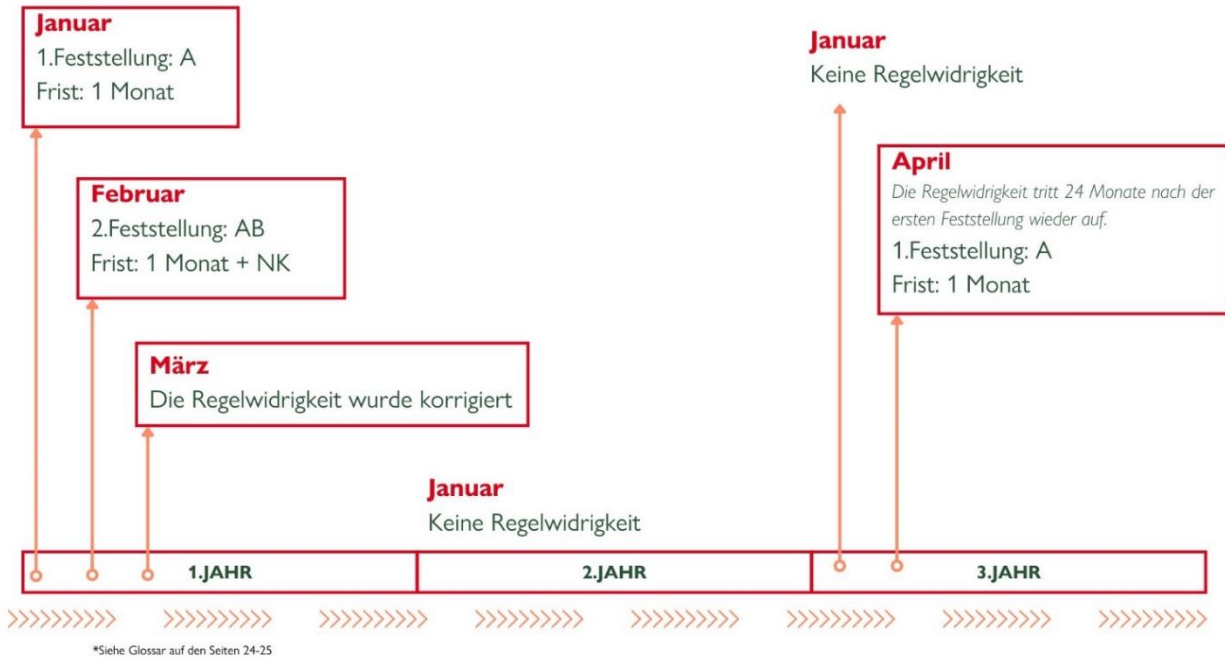 Januar
1.Feststellung: A
Frist: 1 Monat
Februar
2.Feststellung: AB
Frist: 1 Monat + NK
März
Die Regelwidrigkeit wurde korrigiert
Januar
Keine Regelwidrigkeit
Januar
Keine Regelwidrigkeit
April
Die Regelwidrigkeit tritt 24 Monate nach der
ersten Feststellung wieder auf.
1.Feststellung: A
Frist: 1 Monat
1.JAHR
2.JAHR
3.JAHR
*Siehe Glossar auf den Seiten 24-25